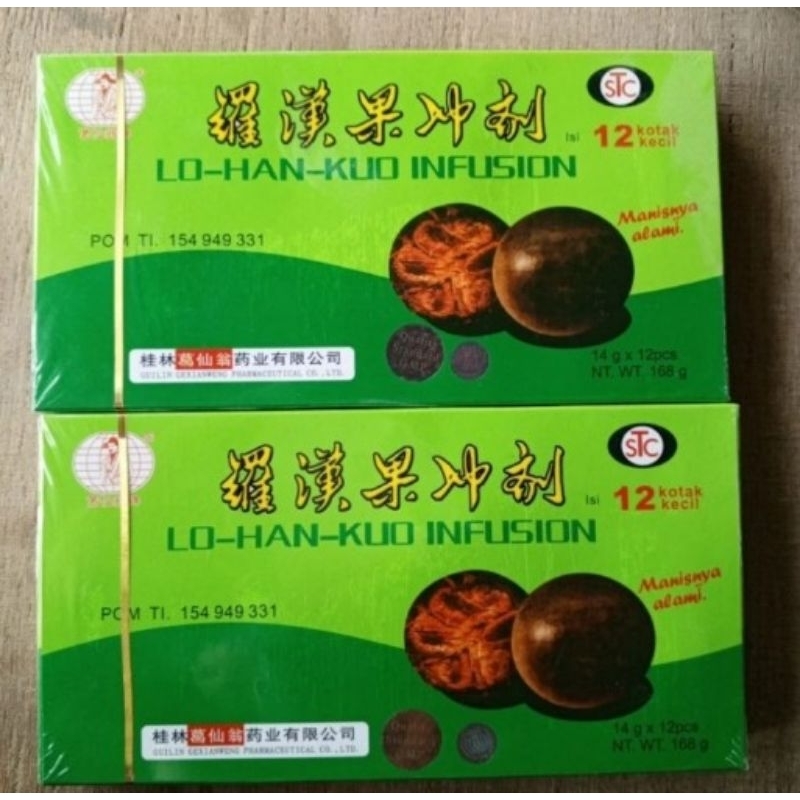 羅漢果冲剂
STC
Isi 12 kotak kecil
LO-HAN-KUO INFUSION
Manisnya
alami.
POM TI. 154 949 331
桂林葛仙翁药业有限公司
GUILIN GEXIANWENG PHARMACEUTICAL CO., LTD.
14 g x 12pcs
NT. WT. 168 g
羅漢果冲剂
STC
Isi 12 kotak kecil
LO-HAN-KUO INFUSION
Manisnya
alami.
POM TI. 154 949 331
桂林葛仙翁药业有限公司
GUILIN GEXIANWENG PHARMACEUTICAL CO., LTD.
14 g x 12pcs
NT. WT. 168 g